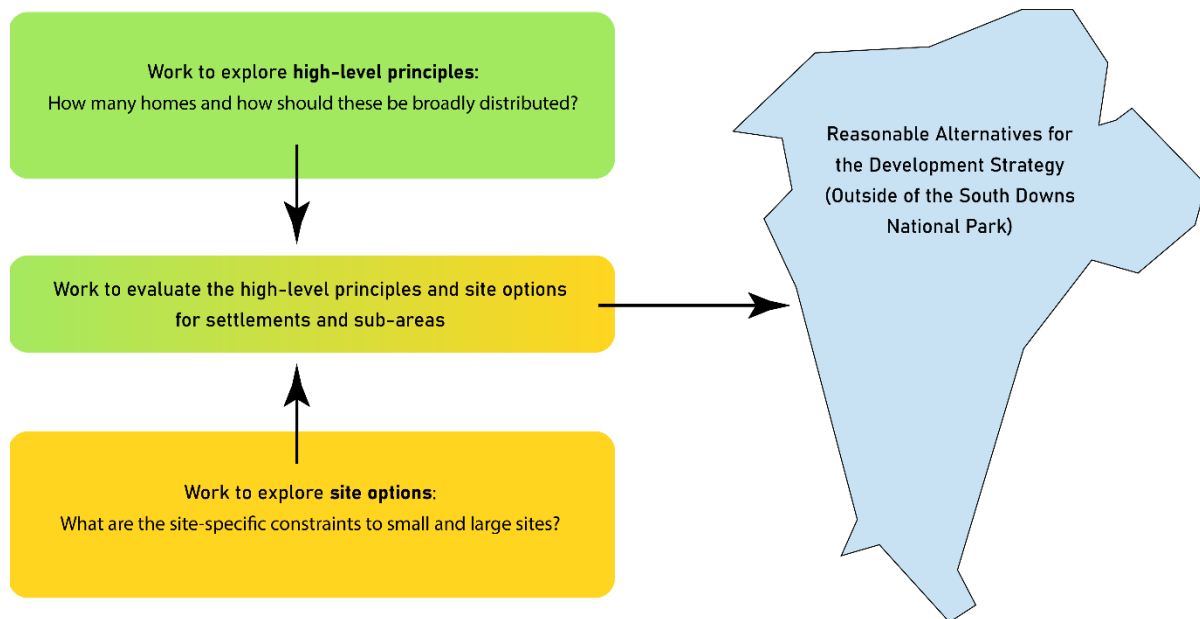 Work to explore high-level principles:
How many homes and how should these be broadly distributed?
Work to evaluate the high-level principles and site options
for settlements and sub-areas
Work to explore site options:
What are the site-specific constraints to small and large sites?
Reasonable Alternatives for
the Development Strategy
(Outside of the South Downs
National Park)